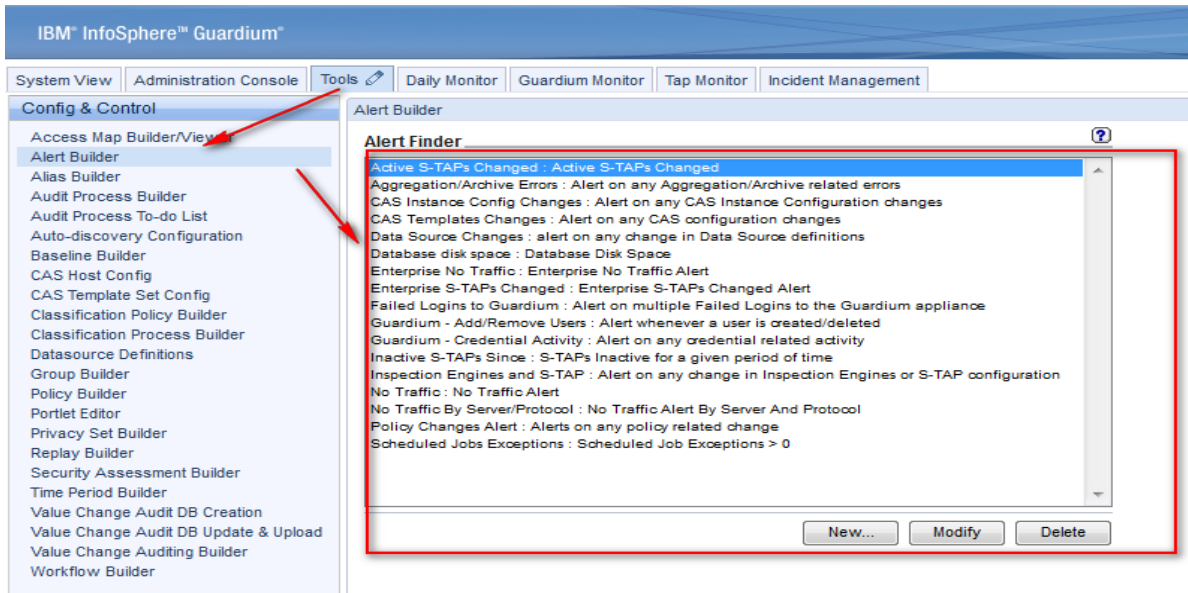 IBM® InfoSphere™ Guardium®
System View Administration Console Tools Daily Monitor Guardium Monitor Tap Monitor Incident Management
Config & Control
Access Map Builder/Viewer
Alert Builder
Alias Builder
Audit Process Builder
Audit Process To-do List
Auto-discovery Configuration
Baseline Builder
CAS Host Config
CAS Template Set Config
Classification Policy Builder
Classification Process Builder
Datasource Definitions
Group Builder
Policy Builder
Portlet Editor
Privacy Set Builder
Replay Builder
Security Assessment Builder
Time Period Builder
Value Change Audit DB Creation
Value Change Audit DB Update & Upload
Value Change Auditing Builder
Workflow Builder
Alert Builder
Alert Finder ?
Active S-TAPs Changed : Active S-TAPs Changed
Aggregation/Archive Errors : Alert on any Aggregation/Archive related errors
CAS Instance Config Changes : Alert on any CAS Instance Configuration changes
CAS Templates Changes : Alert on any CAS configuration changes
Data Source Changes : alert on any change in Data Source definitions
Database disk space : Database Disk Space
Enterprise No Traffic : Enterprise No Traffic Alert
Enterprise S-TAPs Changed : Enterprise S-TAPs Changed Alert
Failed Logins to Guardium : Alert on multiple Failed Logins to the Guardium appliance
Guardium - Add/Remove Users : Alert whenever a user is created/deleted
Guardium - Credential Activity : Alert on any credential related activity
Inactive S-TAPs Since : S-TAPs Inactive for a given period of time
Inspection Engines and S-TAP : Alert on any change in Inspection Engines or S-TAP configuration
No Traffic : No Traffic Alert
No Traffic By Server/Protocol : No Traffic Alert By Server And Protocol
Policy Changes Alert : Alerts on any policy related change
Scheduled Jobs Exceptions : Scheduled Job Exceptions > 0
New... Modify Delete